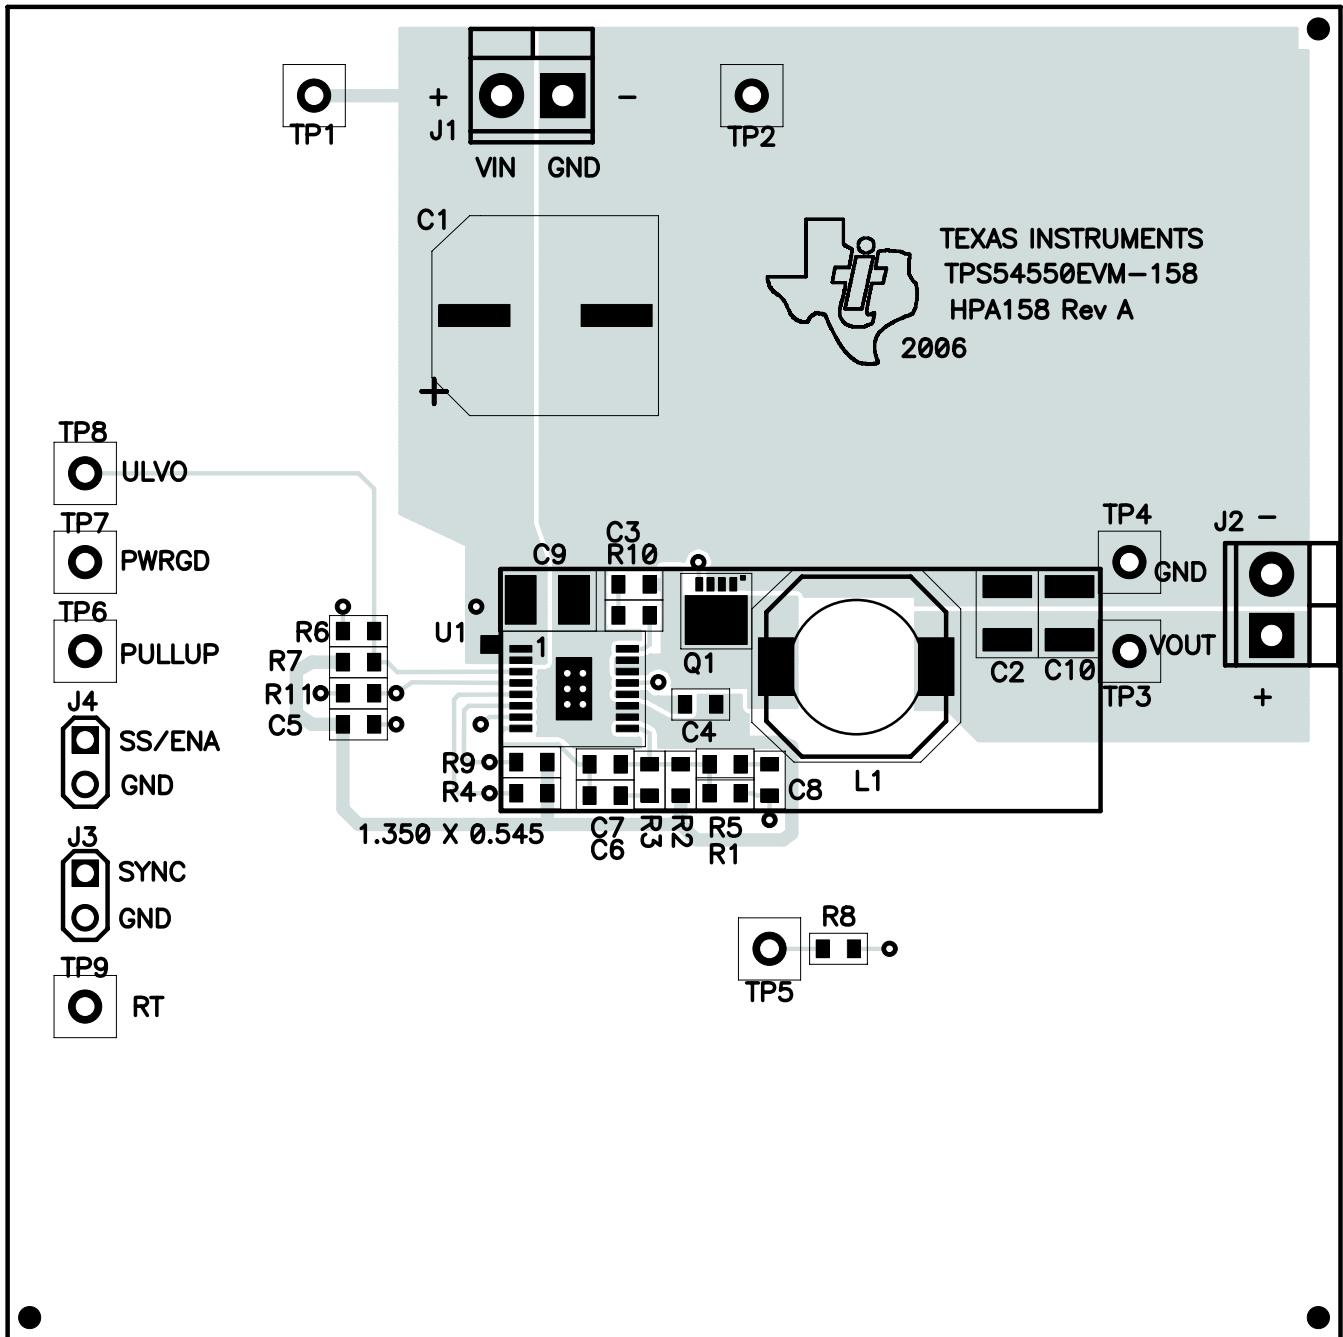 +
-
TP1
J1
TP2
VIN
GND
C1
+
TEXAS INSTRUMENTS
TPS54550EVM-158
HPA158 Rev A
2006
TP8
ULVO
TP7
PWRGD
TP6
PULLUP
J4
SS/ENA
GND
J3
SYNC
GND
TP9
RT
R6
R7
R11
C5
U1
1
C9
C3
R10
Q1
C4
L1
C2
C10
TP4
GND
J2 -
VOUT
TP3
+
R9
R4
1.350 X 0.545
C7
C6
R3
R2
R5
R1
C8
R8
TP5